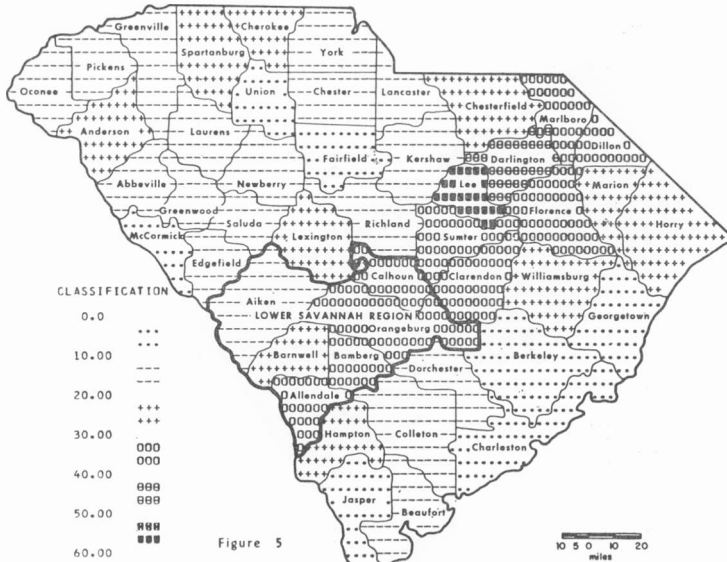 Greenville
Cherokee
Spartanburg
York
Pickens
Oconee
Union
Chester
Lancaster
Chesterfield
Marlboro
Anderson
Laurens
Dillon
Darlington
Fairfield
Kershaw
Abbeville
Newberry
Lee
Marion
Greenwood
Florence
Saluda
Richland
Horry
McCormick
Lexington
Sumter
Edgefield
Calhoun
Clarendon
Williamsburg
Aiken
Georgetown
LOWER SAVANNAH REGION
Orangeburg
Barnwell
Bamberg
Berkeley
Dorchester
Allendale
Hampton
Colleton
Charleston
Jasper
Beaufort
CLASSIFICATION
0.0
10.00
20.00
30.00
40.00
50.00
60.00
Figure 5
10 5 0 10 20
miles